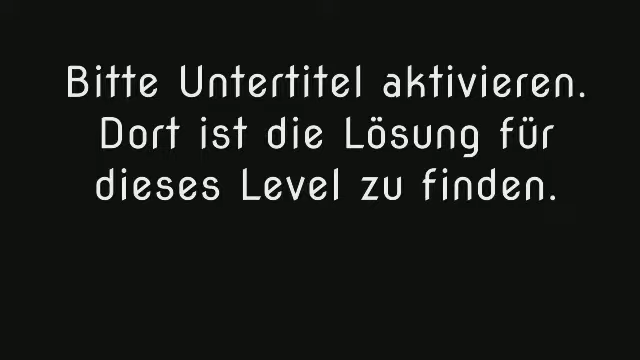 Bitte Untertitel aktivieren.
Dort ist die Lösung für
dieses Level zu finden.